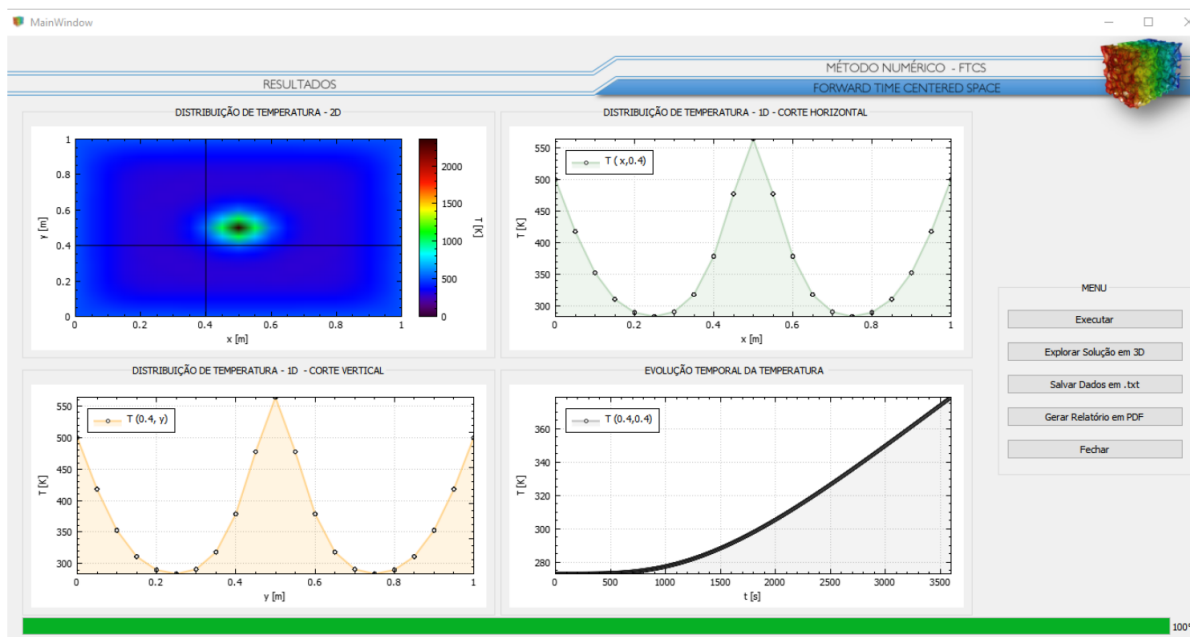 MainWindow
MÉTODO NUMÉRICO - FTCS
RESULTADOS
FORWARD TIME CENTERED SPACE
DISTRIBUIÇÃO DE TEMPERATURA - 2D
1
0.8
0.6
0.4
0.2
0
y [m]
0 0.2 0.4 0.6 0.8 1
x [m]
2000
1500
1000
500
0
T [K]
DISTRIBUIÇÃO DE TEMPERATURA - 1D - CORTE HORIZONTAL
T ( x,0.4)
550
500
450
400
350
300
T [K]
0 0.2 0.4 0.6 0.8 1
x [m]
DISTRIBUIÇÃO DE TEMPERATURA - 1D - CORTE VERTICAL
T (0.4, y)
550
500
450
400
350
300
T [K]
0 0.2 0.4 0.6 0.8 1
y [m]
EVOLUÇÃO TEMPORAL DA TEMPERATURA
T (0.4,0.4)
360
340
320
300
280
T [K]
0 500 1000 1500 2000 2500 3000 3500
t [s]
MENU
Executar
Explorar Solução em 3D
Salvar Dados em .txt
Gerar Relatório em PDF
Fechar
100%